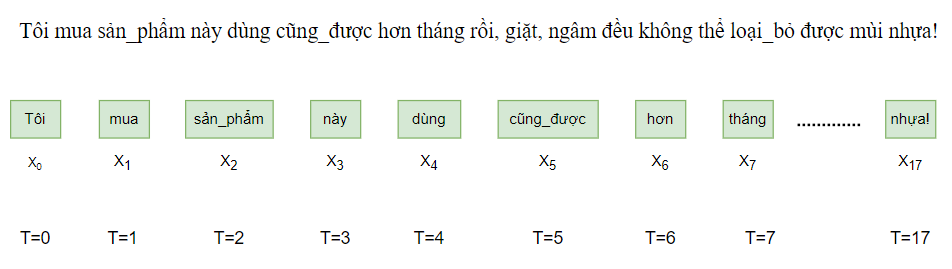 Tôi mua sản_phẩm này dùng cũng_được hơn tháng rồi, giặt, ngâm đều không thể loại_bỏ được mùi nhựa!
Tôi mua sản_phẩm này dùng cũng_được hơn tháng ............. nhựa!
X0 X1 X2 X3 X4 X5 X6 X7 X17
T=0 T=1 T=2 T=3 T=4 T=5 T=6 T=7 T=17